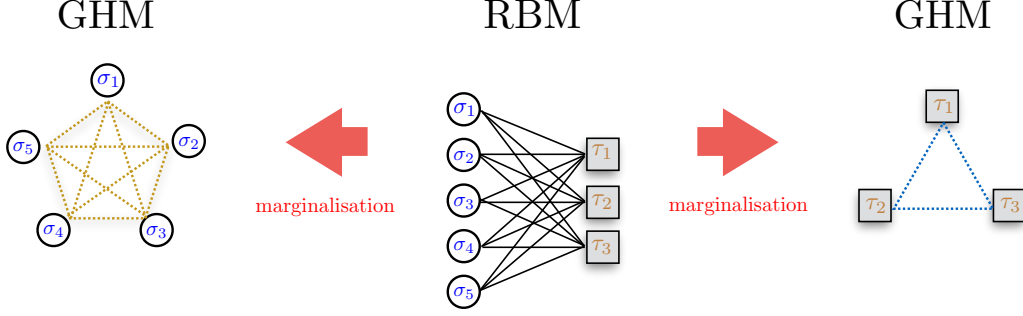 GHM
RBM
GHM
σ₁
σ₂
σ₃
σ₄
σ₅
marginalisation
σ₁
σ₂
σ₃
σ₄
σ₅
τ₁
τ₂
τ₃
marginalisation
τ₁
τ₂
τ₃